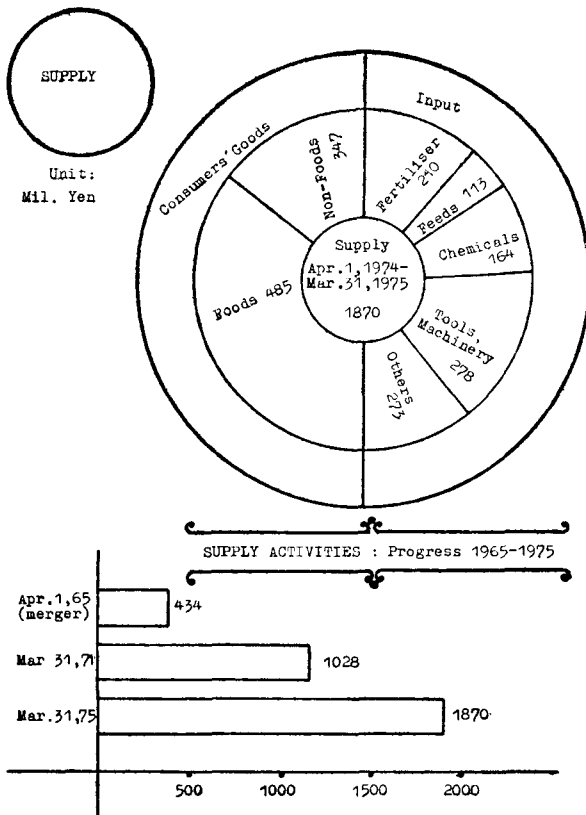 SUPPLY
Unit:
Mil. Yen
Consumers' Goods
Input
Non-Foods
347
Fertiliser
210
Feeds 113
Chemicals
164
Tools,
Machinery
278
Others
273
Foods 485
Supply
Apr.1,1974-
Mar.31,1975
1870
SUPPLY ACTIVITIES : Progress 1965-1975
Apr.1,65
(merger)
434
Mar 31,71
1028
Mar.31,75
1870
500
1000
1500
2000